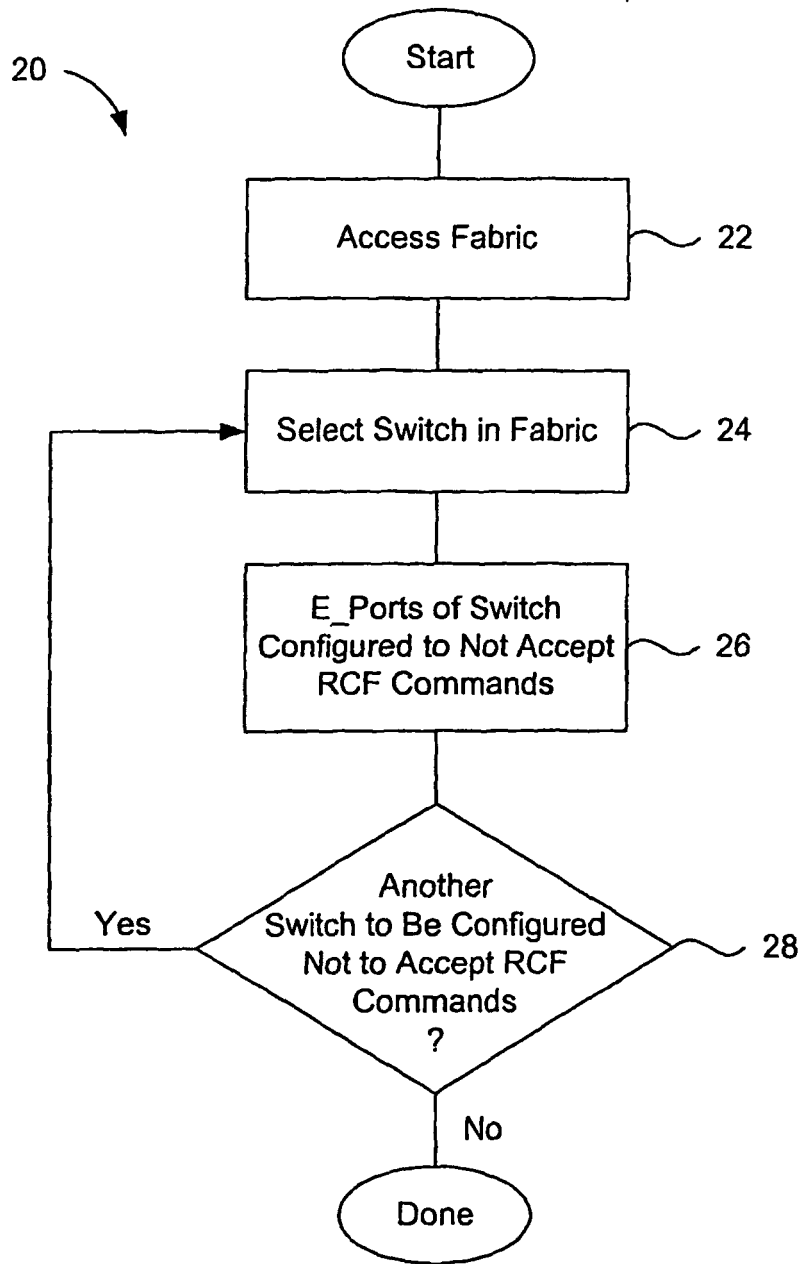 Start
20
Access Fabric
22
Select Switch in Fabric
24
E_Ports of Switch
Configured to Not Accept
RCF Commands
26
Another
Switch to Be Configured
Not to Accept RCF
Commands
?
Yes
28
No
Done